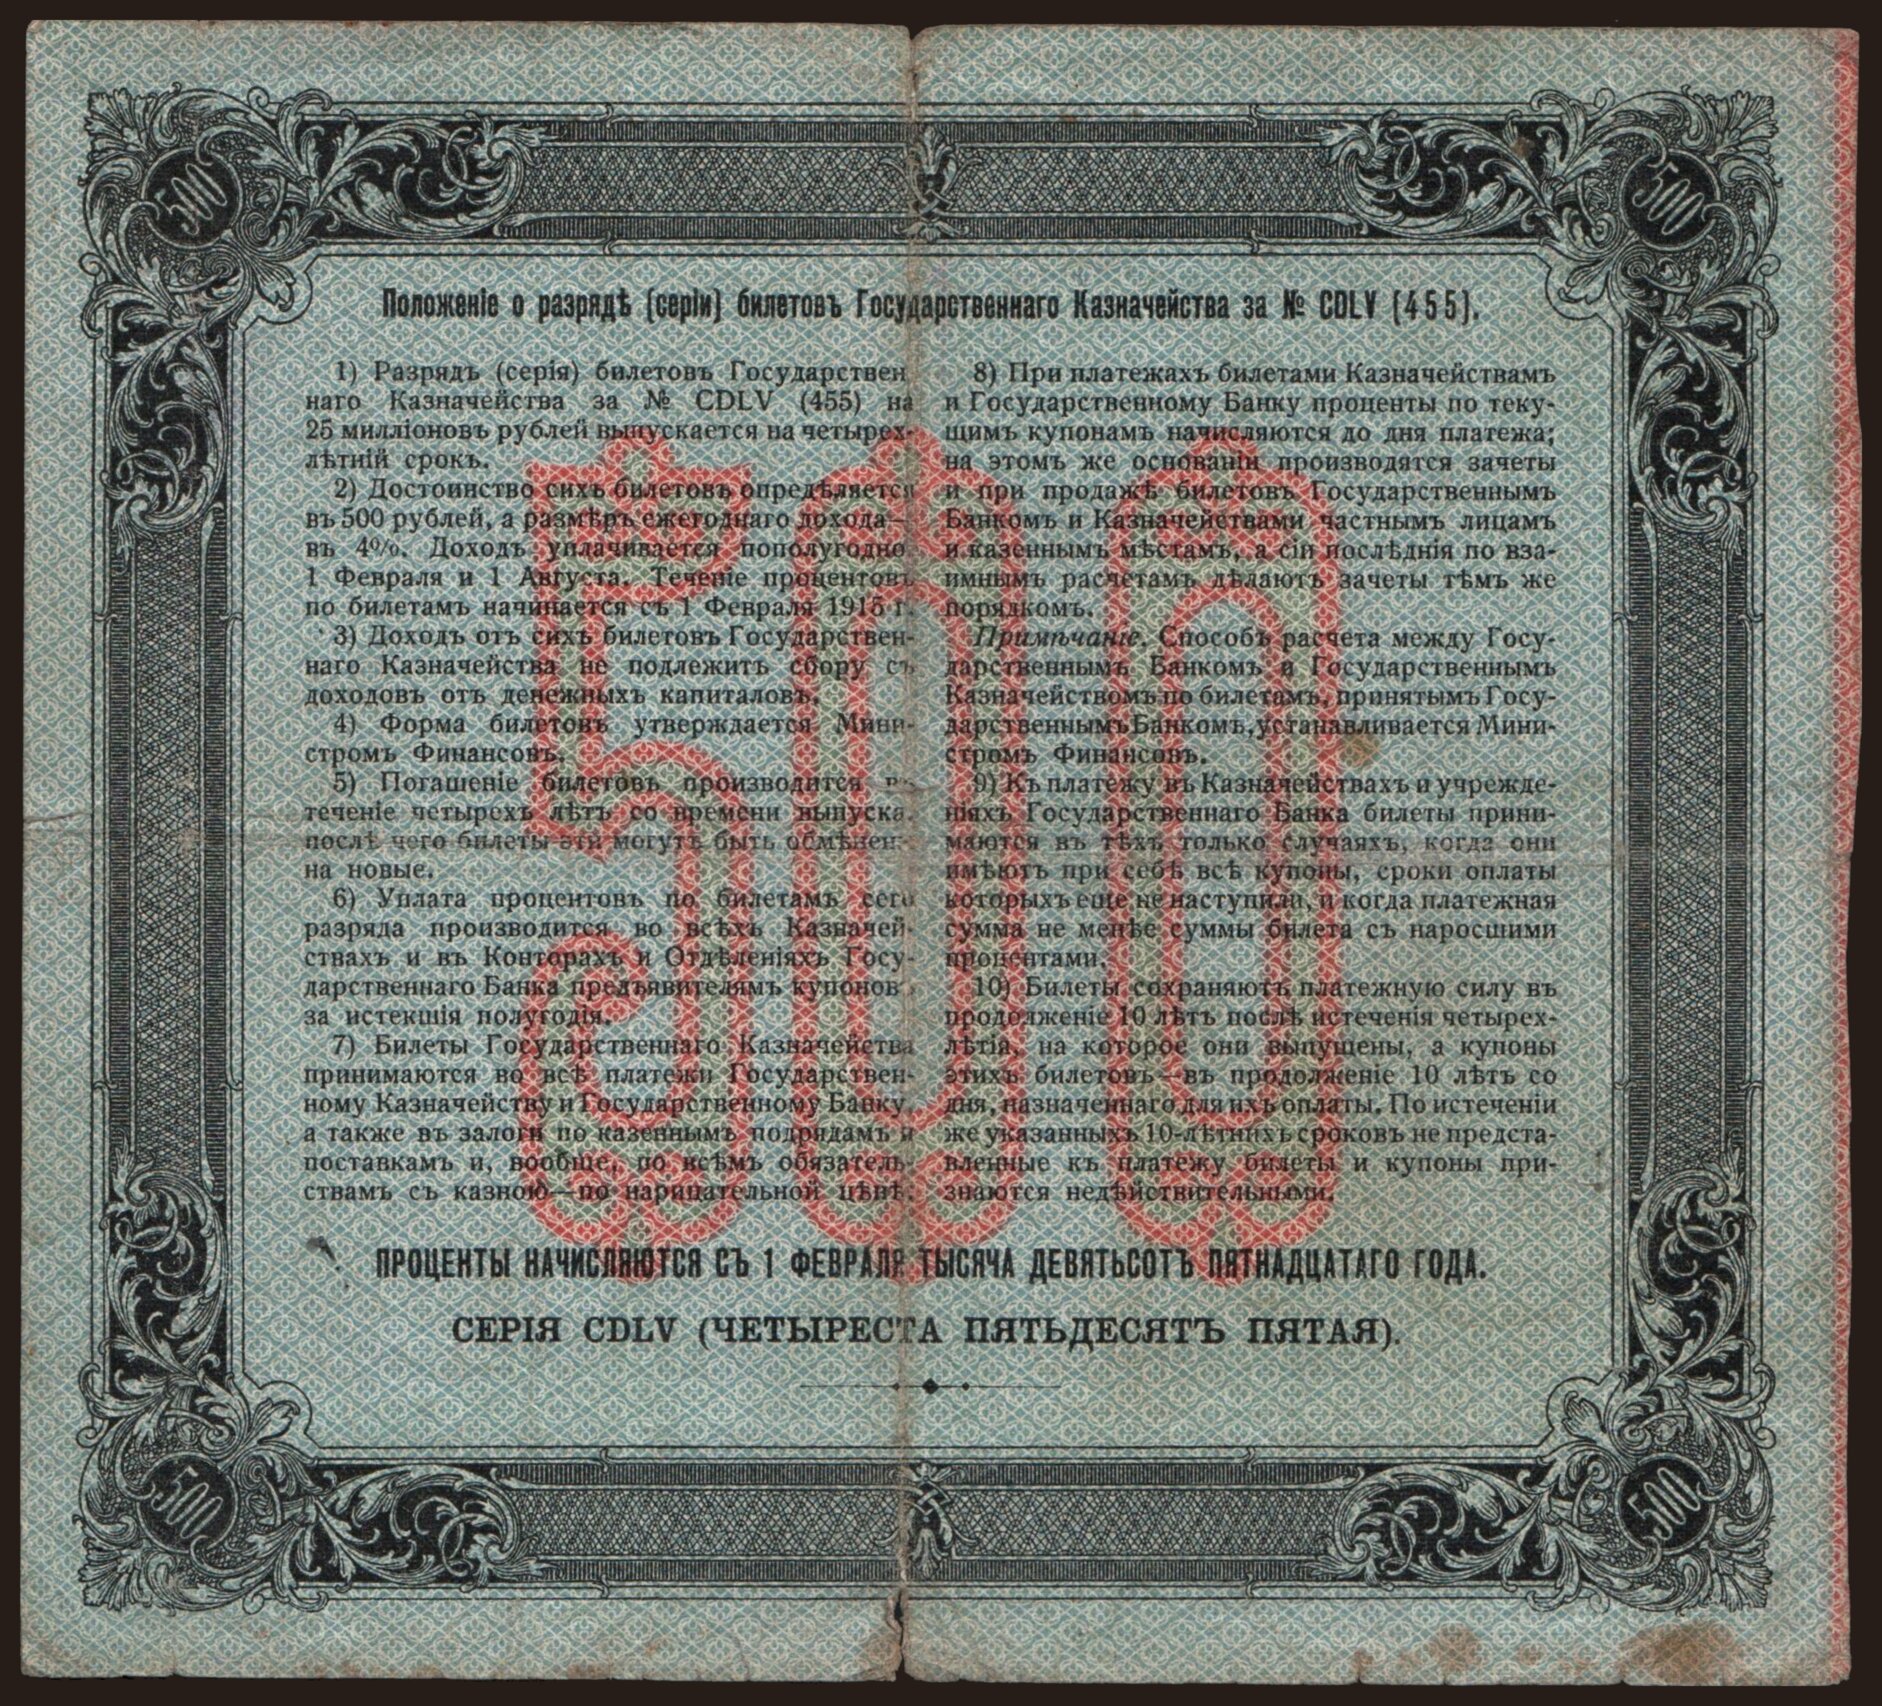 500
500
Положеніе о разрядѣ (серіи) билетовъ Государственнаго Казначейства за № CDLV (455).
1) Разрядъ (серія) билетовъ Государствен
наго Казначейства за № CDLV (455) на
25 милліоновъ рублей выпускается на четырех-
лѣтній срокъ.
2) Достоинство сихъ билетовъ опредѣляется
въ 500 рублей, а размѣръ ежегоднаго дохода—
въ 4%. Доходъ уплачивается пополугодно
1 Февраля и 1 Августа. Теченіе процентовъ
по билетамъ начинается съ 1 Февраля 1915 г.
3) Доходъ отъ сихъ билетовъ Государствен-
наго Казначейства не подлежитъ сбору съ
доходовъ отъ денежныхъ капиталовъ.
4) Форма билетовъ утверждается Мини-
стромъ Финансовъ.
5) Погашеніе билетовъ производится въ
теченіе четырехъ лѣтъ со времени выпуска,
послѣ чего билеты эти могутъ быть обмѣнены
на новые.
6) Уплата процентовъ по билетамъ сего
разряда производится во всѣхъ Казначей-
ствахъ и въ Конторахъ и Отдѣленіяхъ Госу-
дарственнаго Банка предъявителямъ купоновъ
за истекшія полугодія.
7) Билеты Государственнаго Казначейства
принимаются во всѣ платежи Государствен-
ному Казначейству и Государственному Банку,
а также въ залоги по казеннымъ подрядамъ и
поставкамъ и, вообще, по всѣмъ обязатель-
ствамъ съ казною—по нарицательной цѣнѣ.
8) При платежахъ билетами Казначействамъ
и Государственному Банку проценты по теку-
щимъ купонамъ начисляются до дня платежа;
на этомъ же основаніи производятся зачеты
и при продажѣ билетовъ Государственнымъ
Банкомъ и Казначействами частнымъ лицамъ
и казеннымъ мѣстамъ, а сіи послѣднія по вза-
имнымъ расчетамъ дѣлаютъ зачеты тѣмъ же
порядкомъ.
Примѣчаніе. Способъ расчета между Госу-
дарственнымъ Банкомъ и Государственнымъ
Казначействомъ по билетамъ, принятымъ Госу-
дарственнымъ Банкомъ, устанавливается Мини-
стромъ Финансовъ.
9) Къ платежу въ Казначействахъ и учрежде-
ніяхъ Государственнаго Банка билеты прини-
маются въ тѣхъ только случаяхъ, когда они
имѣютъ при себѣ всѣ купоны, сроки оплаты
которыхъ еще не наступили, и когда платежная
сумма не менѣе суммы билета съ наросшими
процентами.
10) Билеты сохраняютъ платежную силу въ
продолженіе 10 лѣтъ послѣ истеченія четырех-
лѣтія, на которое они выпущены, а купоны
этихъ билетовъ—въ продолженіе 10 лѣтъ со
дня, назначеннаго для ихъ оплаты. По истеченіи
же указанныхъ 10-лѣтнихъ сроковъ не предста-
вленные къ платежу билеты и купоны при-
знаются недѣйствительными.
500
ПРОЦЕНТЫ НАЧИСЛЯЮТСЯ СЪ 1 ФЕВРАЛЯ ТЫСЯЧА ДЕВЯТЬСОТЪ ПЯТНАДЦАТАГО ГОДА.
СЕРІЯ CDLV (ЧЕТЫРЕСТА ПЯТЬДЕСЯТЪ ПЯТАЯ).
500
500